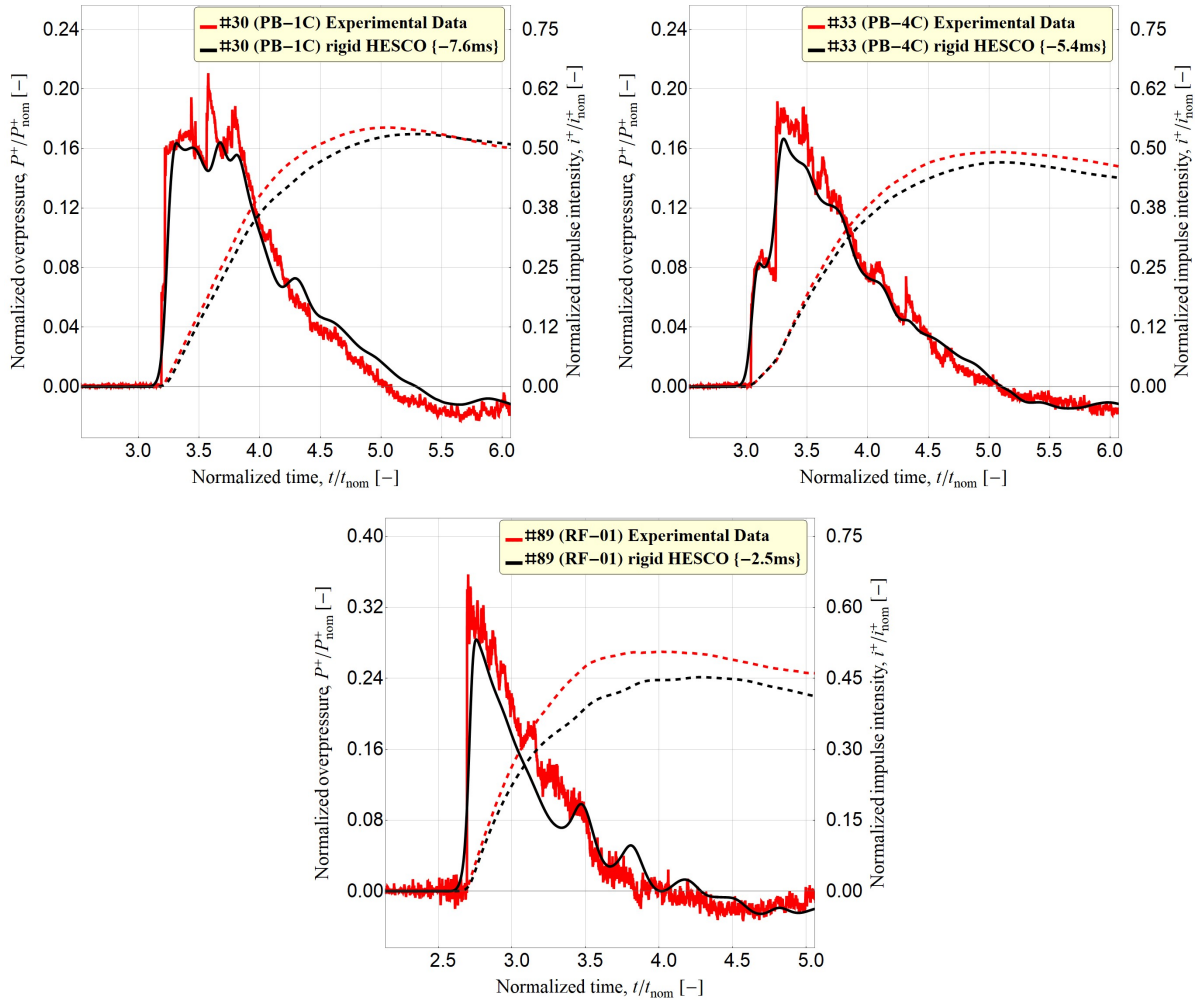 #30 (PB-1C) Experimental Data
#30 (PB-1C) rigid HESCO {-7.6ms}
Normalized overpressure, P⁺/P⁺nom [-]
0.24
0.20
0.16
0.12
0.08
0.04
0.00
0.75
0.62
0.50
0.38
0.25
0.12
0.00
Normalized impulse intensity, i⁺/i⁺nom [-]
3.0 3.5 4.0 4.5 5.0 5.5 6.0
Normalized time, t/tnom [-]
#33 (PB-4C) Experimental Data
#33 (PB-4C) rigid HESCO {-5.4ms}
Normalized overpressure, P⁺/P⁺nom [-]
0.24
0.20
0.16
0.12
0.08
0.04
0.00
0.75
0.62
0.50
0.38
0.25
0.12
0.00
Normalized impulse intensity, i⁺/i⁺nom [-]
3.0 3.5 4.0 4.5 5.0 5.5 6.0
Normalized time, t/tnom [-]
#89 (RF-01) Experimental Data
#89 (RF-01) rigid HESCO {-2.5ms}
Normalized overpressure, P⁺/P⁺nom [-]
0.40
0.32
0.24
0.16
0.08
0.00
0.75
0.60
0.45
0.30
0.15
0.00
Normalized impulse intensity, i⁺/i⁺nom [-]
2.5 3.0 3.5 4.0 4.5 5.0
Normalized time, t/tnom [-]